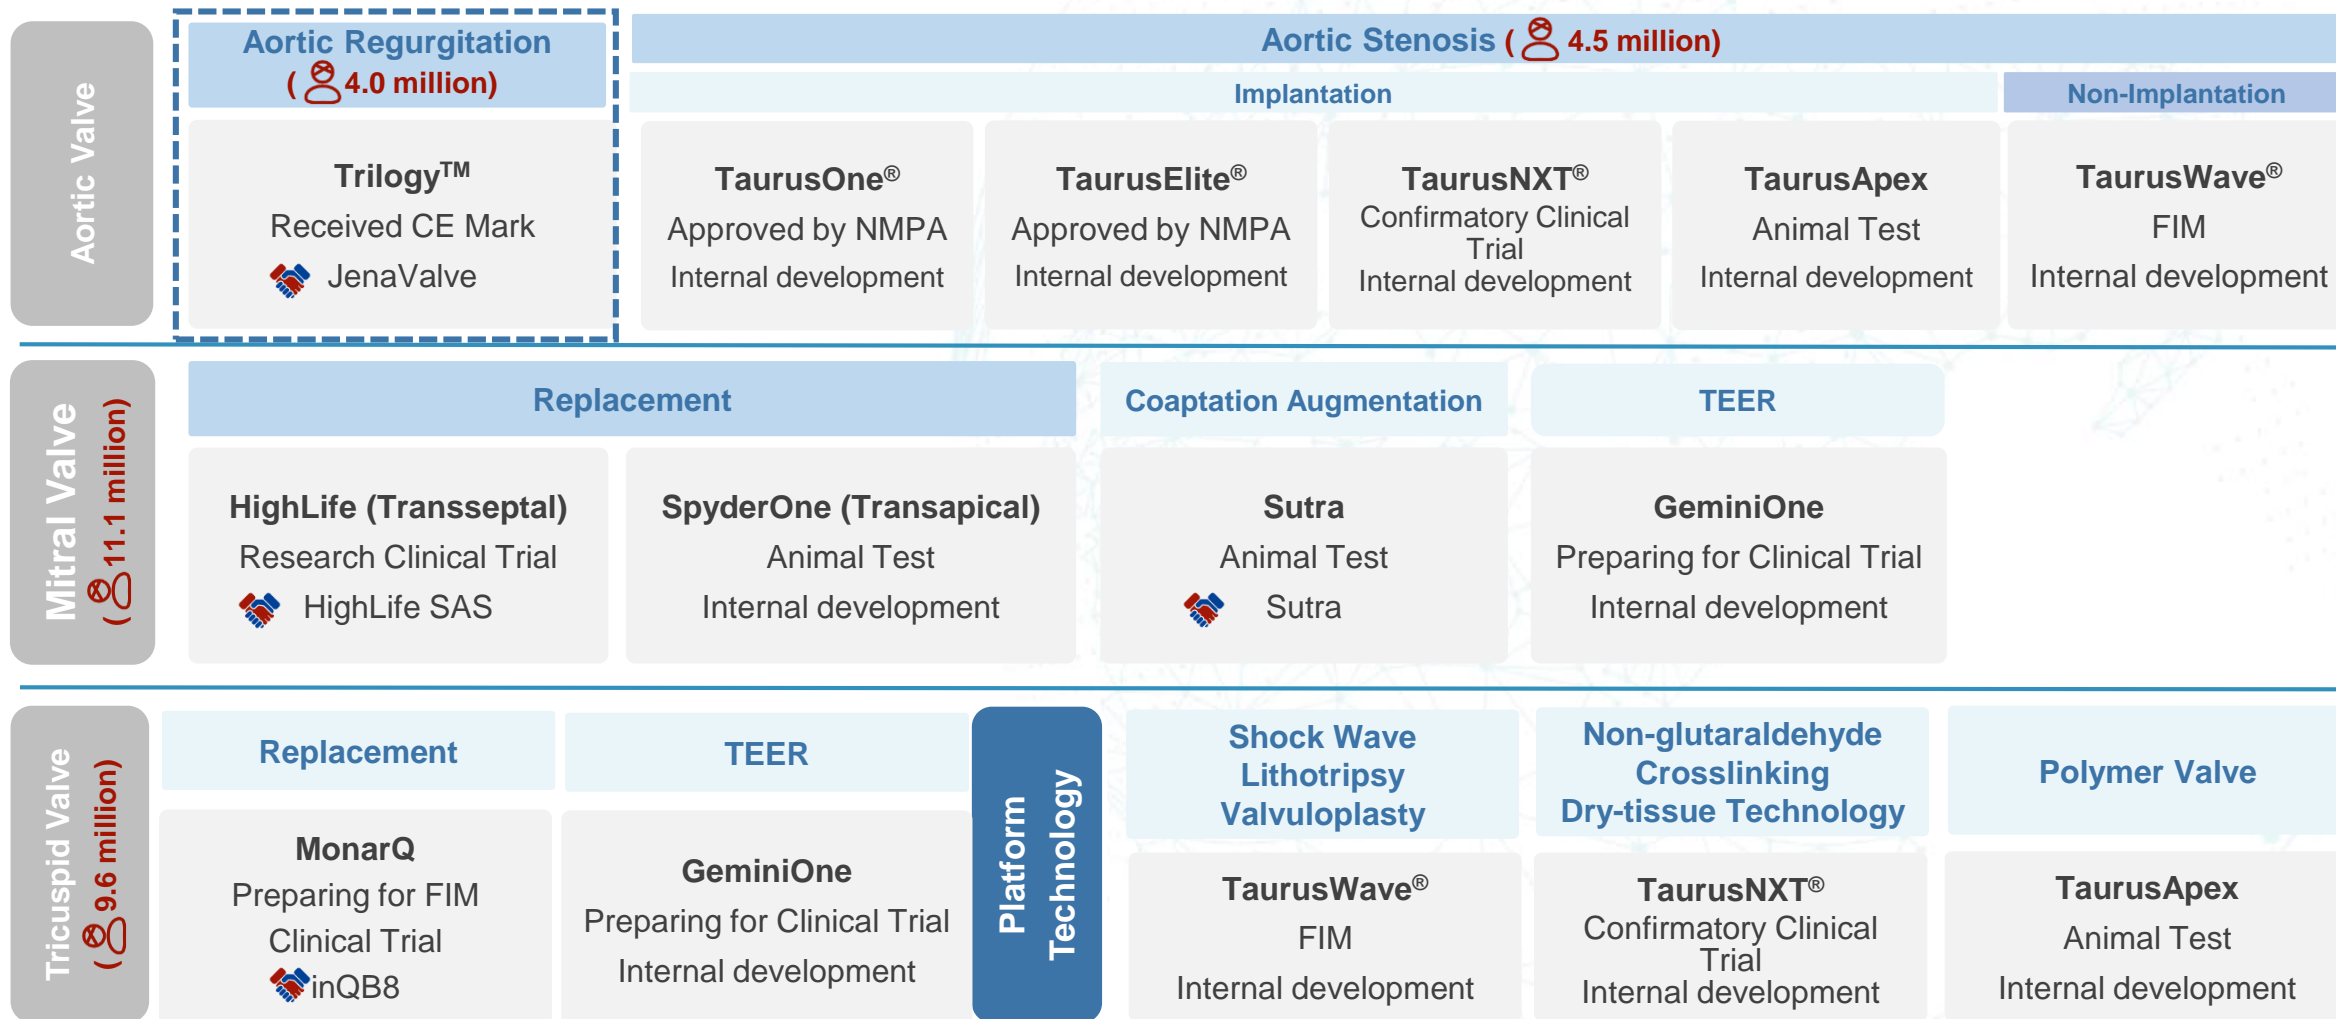 Aortic Valve
Aortic Regurgitation
( 4.0 million)
Trilogy™
Received CE Mark
JenaValve
Aortic Stenosis ( 4.5 million)
Implantation
Non-Implantation
TaurusOne®
Approved by NMPA
Internal development
TaurusElite®
Approved by NMPA
Internal development
TaurusNXT®
Confirmatory Clinical
Trial
Internal development
TaurusApex
Animal Test
Internal development
TaurusWave®
FIM
Internal development
Mitral Valve
( 11.1 million)
Replacement
HighLife (Transseptal)
Research Clinical Trial
HighLife SAS
SpyderOne (Transapical)
Animal Test
Internal development
Coaptation Augmentation
Sutra
Animal Test
Sutra
TEER
GeminiOne
Preparing for Clinical Trial
Internal development
Tricuspid Valve
( 9.6 million)
Replacement
MonarQ
Preparing for FIM
Clinical Trial
inQB8
TEER
GeminiOne
Preparing for Clinical Trial
Internal development
Platform
Technology
Shock Wave
Lithotripsy
Valvuloplasty
TaurusWave®
FIM
Internal development
Non-glutaraldehyde
Crosslinking
Dry-tissue Technology
TaurusNXT®
Confirmatory Clinical
Trial
Internal development
Polymer Valve
TaurusApex
Animal Test
Internal development